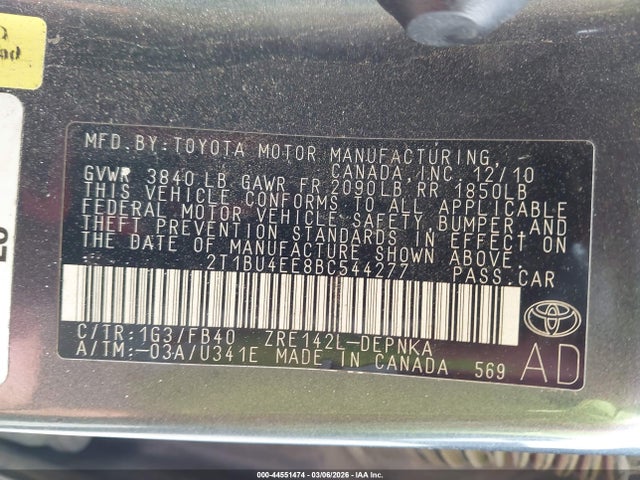 MFD. BY: TOYOTA MOTOR MANUFACTURING,
CANADA, INC. 12/10
GVWR 3840 LB GAWR FR 2090LB RR 1850LB
THIS VEHICLE CONFORMS TO ALL APPLICABLE
FEDERAL MOTOR VEHICLE SAFETY, BUMPER, AND
THEFT PREVENTION STANDARDS IN EFFECT ON
THE DATE OF MANUFACTURE SHOWN ABOVE.
2T1BU4EE8BC544277 PASS.CAR
C/TR: 1G3/FB40 ZRE142L-DEPNKA
A/TM: -03A/U341E MADE IN CANADA 569
AD
000-44551474 - 03/06/2026 - IAAI.COM